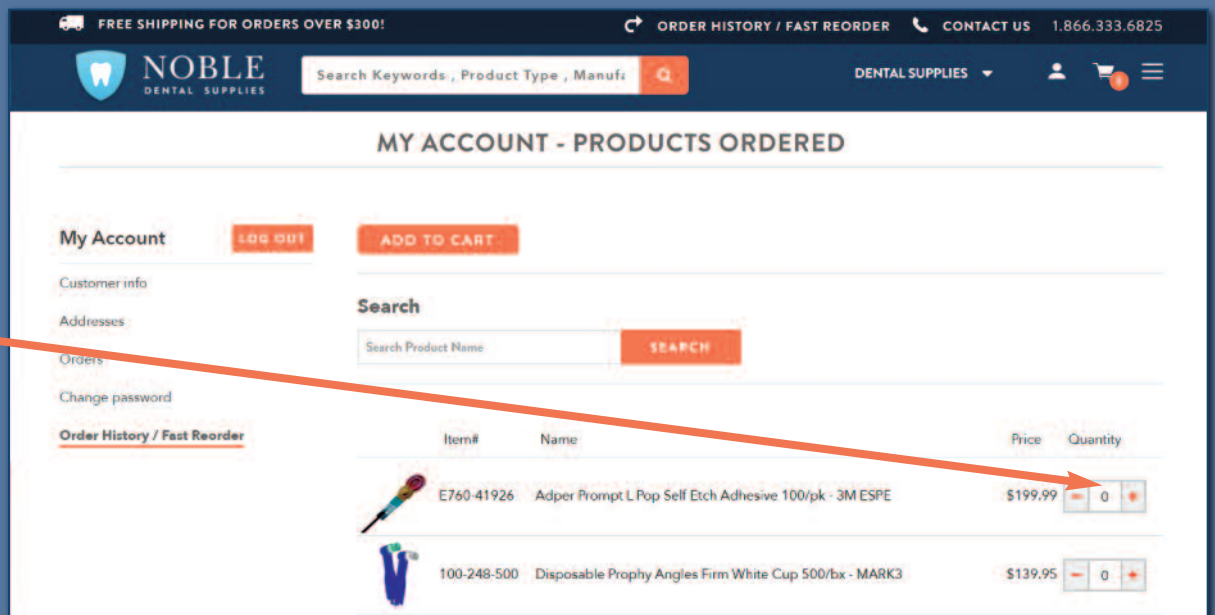 FREE SHIPPING FOR ORDERS OVER $300! ORDER HISTORY / FAST REORDER CONTACT US 1.866.333.6825
NOBLE
DENTAL SUPPLIES
Search Keywords , Product Type , Manufa
DENTAL SUPPLIES
MY ACCOUNT - PRODUCTS ORDERED
My Account LOG OUT ADD TO CART
Customer info
Search
Addresses
Search Product Name SEARCH
Orders
Change password
Order History / Fast Reorder
Item# Name Price Quantity
E760-41926 Adper Prompt L Pop Self Etch Adhesive 100/pk - 3M ESPE $199.99 - 0 +
100-248-500 Disposable Prophy Angles Firm White Cup 500/bx - MARK3 $139.95 - 0 +